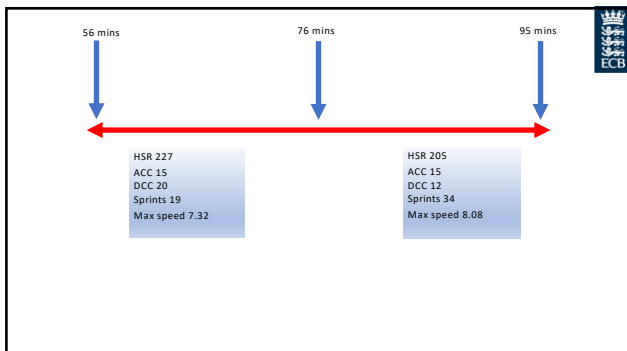 56 mins
76 mins
95 mins
ECB
HSR 227
ACC 15
DCC 20
Sprints 19
Max speed 7.32
HSR 205
ACC 15
DCC 12
Sprints 34
Max speed 8.08